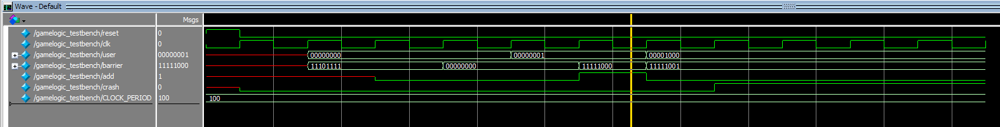 Wave - Default
Msgs
/gamelogic_testbench/reset 0
/gamelogic_testbench/clk 0
/gamelogic_testbench/user 00000001 00000000 00000001 00001000
/gamelogic_testbench/barrier 11111000 11101111 00000000 11111000 11111001
/gamelogic_testbench/add 1
/gamelogic_testbench/crash 0
/gamelogic_testbench/CLOCK_PERIOD 100 100